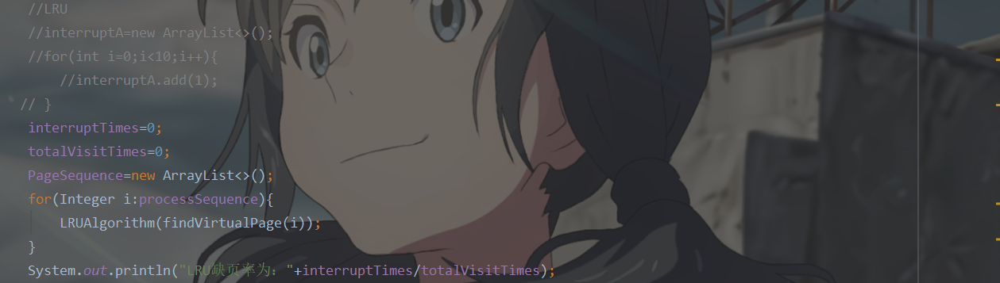 //LRU
//interruptA=new ArrayList<>();
//for(int i=0;i<10;i++){
//interruptA.add(1);
// }
interruptTimes=0;
totalVisitTimes=0;
PageSequence=new ArrayList<>();
for(Integer i:processSequence){
LRUAlgorithm(findVirtualPage(i));
}
System.out.println("LRU缺页率为："+interruptTimes/totalVisitTimes);